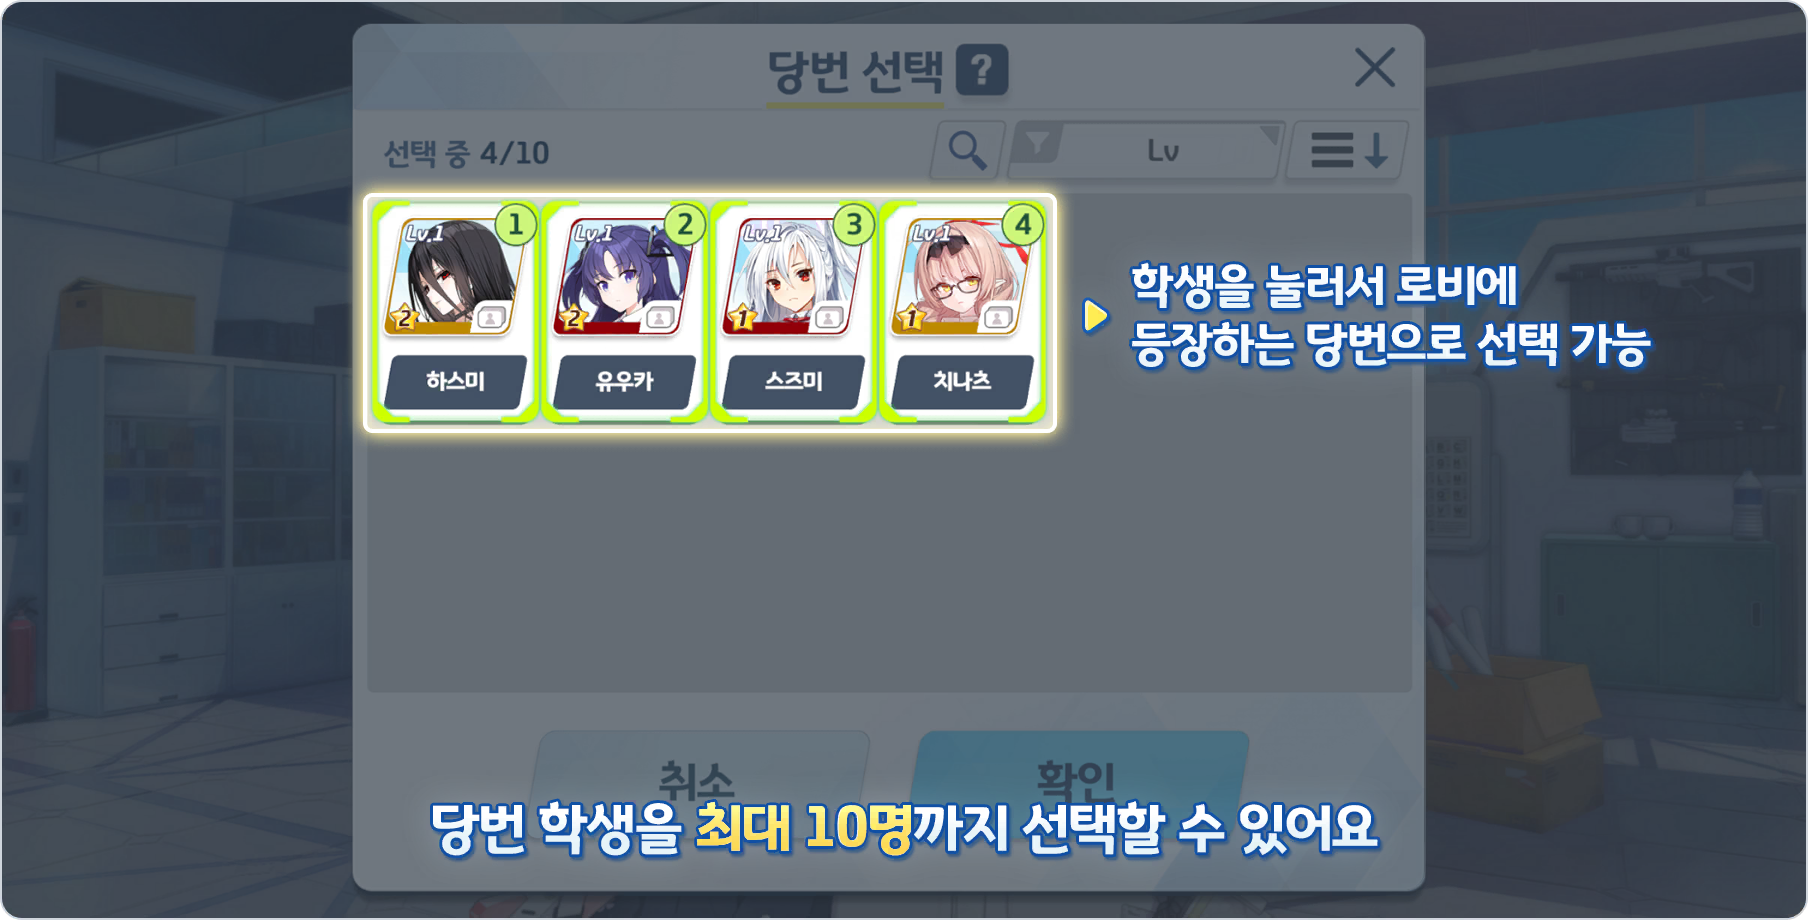 당번 선택 ?
선택 중 4/10
Lv
Lv.1 1 Lv.1 2 Lv.1 3 Lv.1 4
2 2 1 1
하스미 유우카 스즈미 치나츠
학생을 눌러서 로비에
등장하는 당번으로 선택 가능
취소 확인
당번 학생을 최대 10명까지 선택할 수 있어요